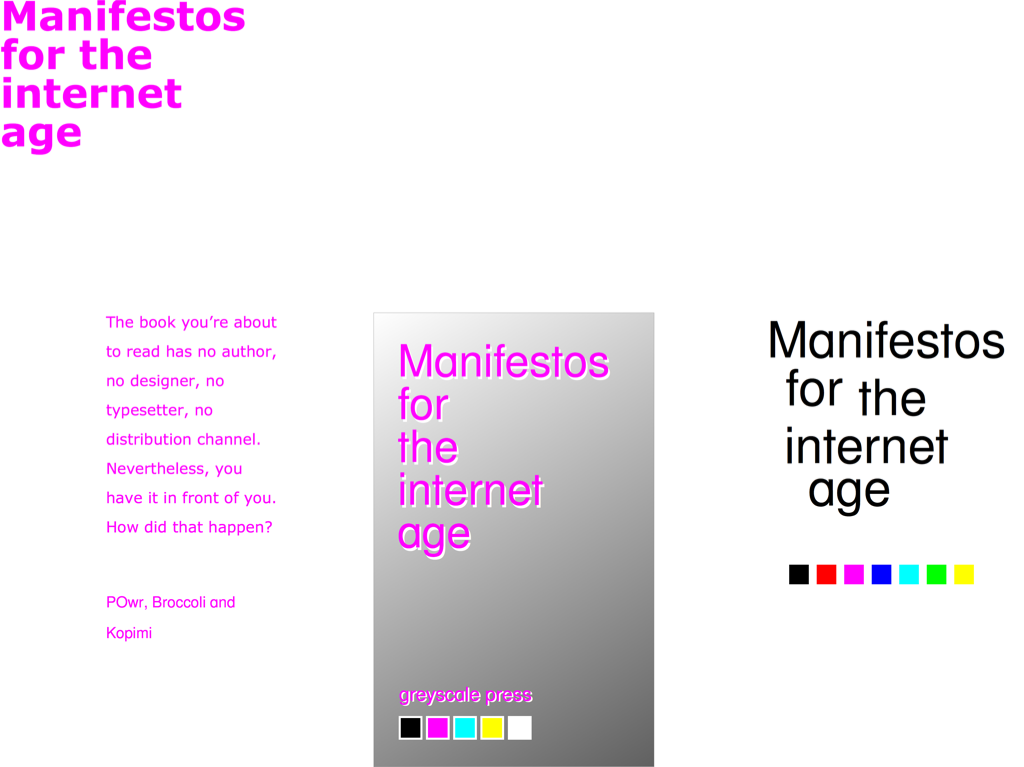 Manifestos
for the
internet
age
The book you’re about
to read has no author,
no designer, no
typesetter, no
distribution channel.
Nevertheless, you
have it in front of you.
How did that happen?
POwr, Broccoli and
Kopimi
Manifestos
for
the
internet
age
greyscale press
Manifestos
for the
internet
age